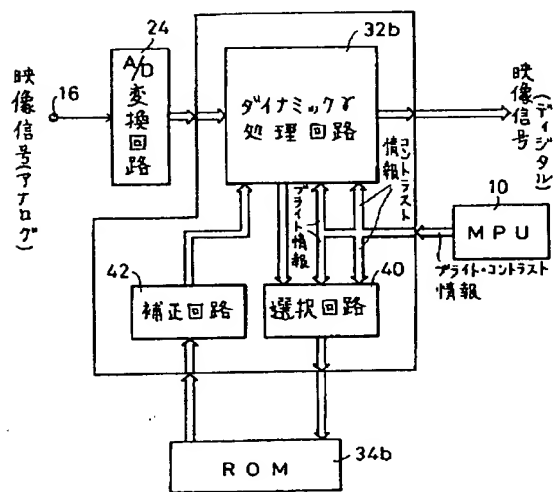 映像信号(アナログ)
16
24
A/D
変換回路
32b
ダイナミックγ
処理回路
映像信号
(ディジタル)
コントラスト
情報
ブライト情報
10
MPU
ブライト・コントラスト
情報
42
補正回路
40
選択回路
ROM
34b